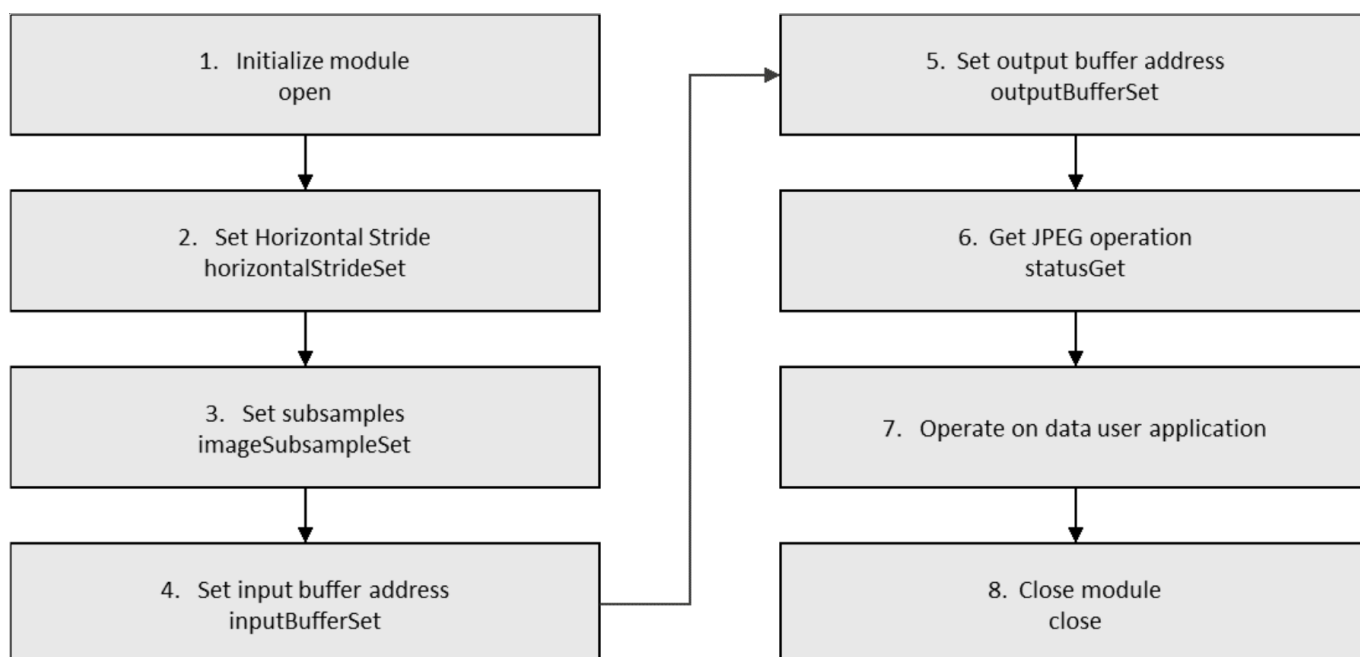 1. Initialize module
open
2. Set Horizontal Stride
horizontalStrideSet
3. Set subsamples
imageSubsampleSet
4. Set input buffer address
inputBufferSet
5. Set output buffer address
outputBufferSet
6. Get JPEG operation
statusGet
7. Operate on data user application
8. Close module
close